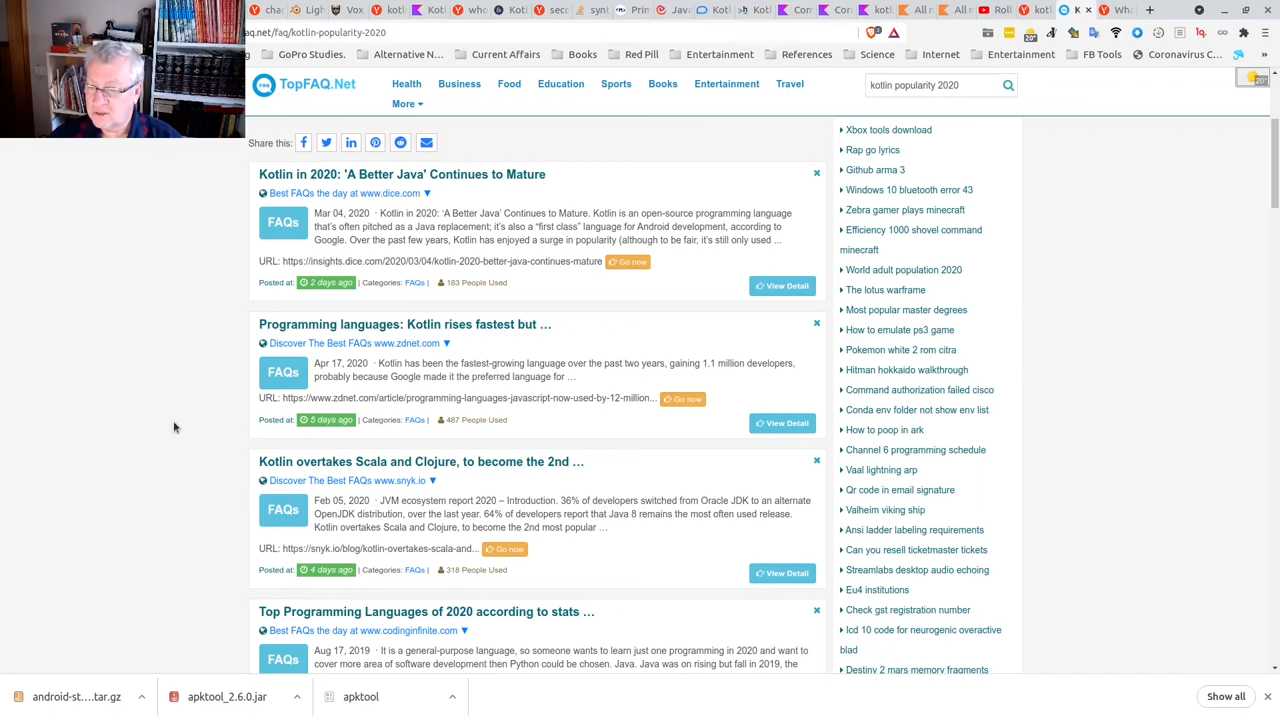 char
Ligh
Vox
kotl
Kotl
who
Kot
seco
synt
Prin
Java
Kotl
kotl
Kotl
Con
Cor
kotl
All n
All n
Roll
kotl
K
Wha
aq.net/faq/kotlin-popularity-2020
GoPro Studies.
Alternative N...
Current Affairs
Books
Red Pill
Entertainment
References
Science
Internet
Entertainment
FB Tools
Coronavirus C...
TopFAQ.Net
Health
Business
Food
Education
Sports
Books
Entertainment
Travel
More
kotlin popularity 2020
20°
Share this:
Kotlin in 2020: 'A Better Java' Continues to Mature
Best FAQs the day at www.dice.com ▼
FAQs
Mar 04, 2020 · Kotlin in 2020: 'A Better Java' Continues to Mature. Kotlin is an open-source programming language
that's often pitched as a Java replacement; it's also a "first class" language for Android development, according to
Google. Over the past few years, Kotlin has enjoyed a surge in popularity (although to be fair, it's still only used ...
URL: https://insights.dice.com/2020/03/04/kotlin-2020-better-java-continues-mature Go now
Posted at: 2 days ago | Categories: FAQs | 183 People Used
View Detail
Programming languages: Kotlin rises fastest but …
Discover The Best FAQs www.zdnet.com ▼
FAQs
Apr 17, 2020 · Kotlin has been the fastest-growing language over the past two years, gaining 1.1 million developers,
probably because Google made it the preferred language for …
URL: https://www.zdnet.com/article/programming-languages-javascript-now-used-by-12-million... Go now
Posted at: 5 days ago | Categories: FAQs | 487 People Used
View Detail
Kotlin overtakes Scala and Clojure, to become the 2nd …
Discover The Best FAQs www.snyk.io ▼
FAQs
Feb 05, 2020 · JVM ecosystem report 2020 – Introduction. 36% of developers switched from Oracle JDK to an alternate
OpenJDK distribution, over the last year. 64% of developers report that Java 8 remains the most often used release.
Kotlin overtakes Scala and Clojure, to become the 2nd most popular …
URL: https://snyk.io/blog/kotlin-overtakes-scala-and... Go now
Posted at: 4 days ago | Categories: FAQs | 318 People Used
View Detail
Top Programming Languages of 2020 according to stats …
Best FAQs the day at www.codinginfinite.com ▼
FAQs
Aug 17, 2019 · It is a general-purpose language, so someone wants to learn just one programming in 2020 and want to
cover more area of software development then Python could be chosen. Java. Java was on rising but fall in 2019, the
Xbox tools download
Rap go lyrics
Github arma 3
Windows 10 bluetooth error 43
Zebra gamer plays minecraft
Efficiency 1000 shovel command
minecraft
World adult population 2020
The lotus warframe
Most popular master degrees
How to emulate ps3 game
Pokemon white 2 rom citra
Hitman hokkaido walkthrough
Command authorization failed cisco
Conda env folder not show env list
How to poop in ark
Channel 6 programming schedule
Vaal lightning arp
Qr code in email signature
Valheim viking ship
Ansi ladder labeling requirements
Can you resell ticketmaster tickets
Streamlabs desktop audio echoing
Eu4 institutions
Check gst registration number
Icd 10 code for neurogenic overactive
blad
Destiny 2 mars memory fragments
android-st....tar.gz
apktool_2.6.0.jar
apktool
Show all